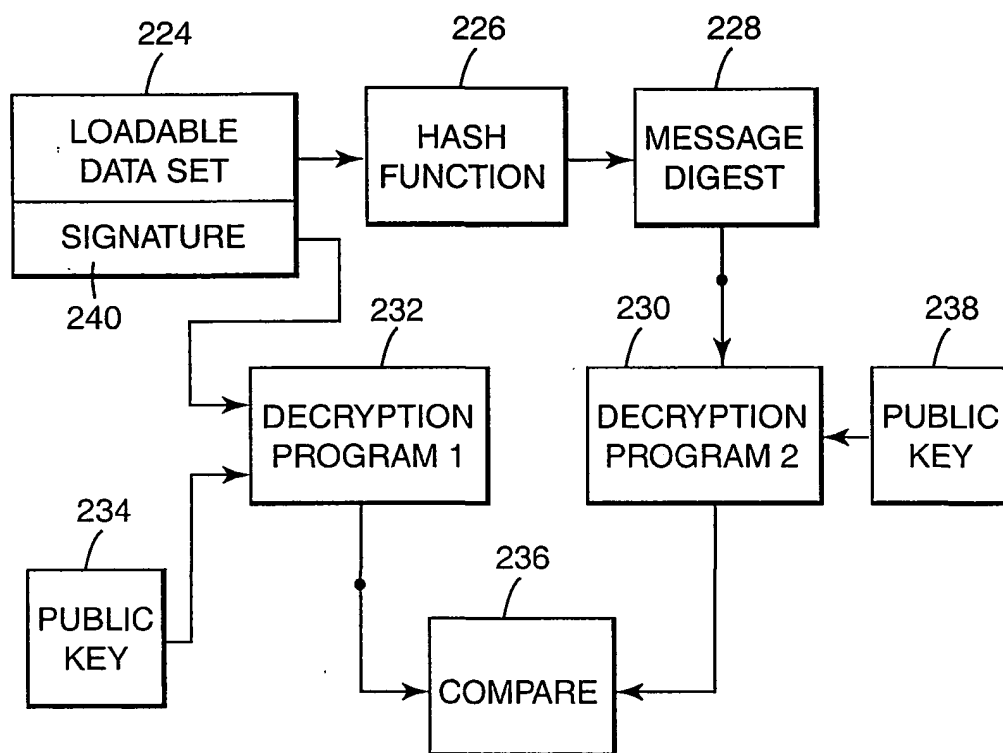 224
226
228
LOADABLE
DATA SET
HASH
FUNCTION
MESSAGE
DIGEST
SIGNATURE
240
232
230
238
DECRYPTION
PROGRAM 1
DECRYPTION
PROGRAM 2
PUBLIC
KEY
234
236
PUBLIC
KEY
COMPARE